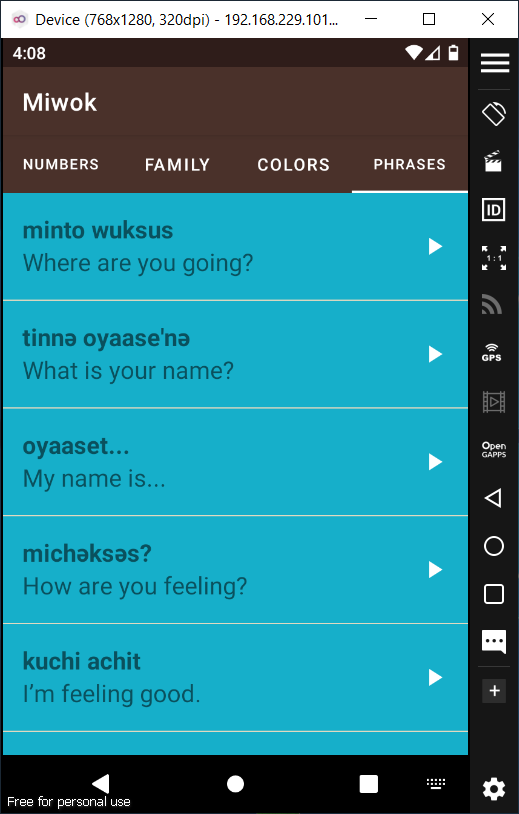 Device (768x1280, 320dpi) - 192.168.229.101...
4:08
Miwok
NUMBERS FAMILY COLORS PHRASES
minto wuksus
Where are you going?
tinnə oyaase'nə
What is your name?
oyaaset...
My name is...
michəksəs?
How are you feeling?
kuchi achit
I’m feeling good.
Free for personal use
ID
1 : 1
GPS
Open
GAPPS